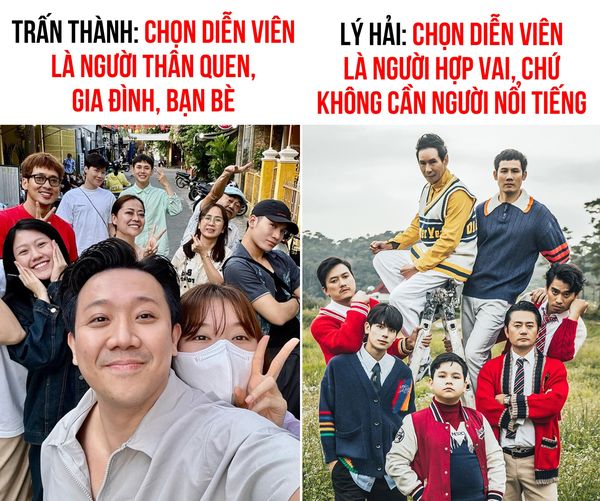 TRẤN THÀNH: CHỌN DIỄN VIÊN
LÀ NGƯỜI THÂN QUEN,
GIA ĐÌNH, BẠN BÈ
LÝ HẢI: CHỌN DIỄN VIÊN
LÀ NGƯỜI HỢP VAI, CHỨ
KHÔNG CẦN NGƯỜI NỔI TIẾNG